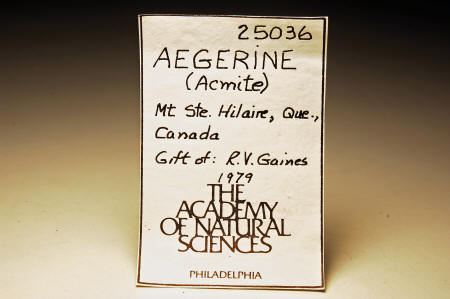 25036
AEGERINE
(Acmite)
Mt Ste. Hilaire, Que.,
Canada
Gift of: R.V. Gaines
1979
THE
ACADEMY
OF NATURAL
SCIENCES
PHILADELPHIA